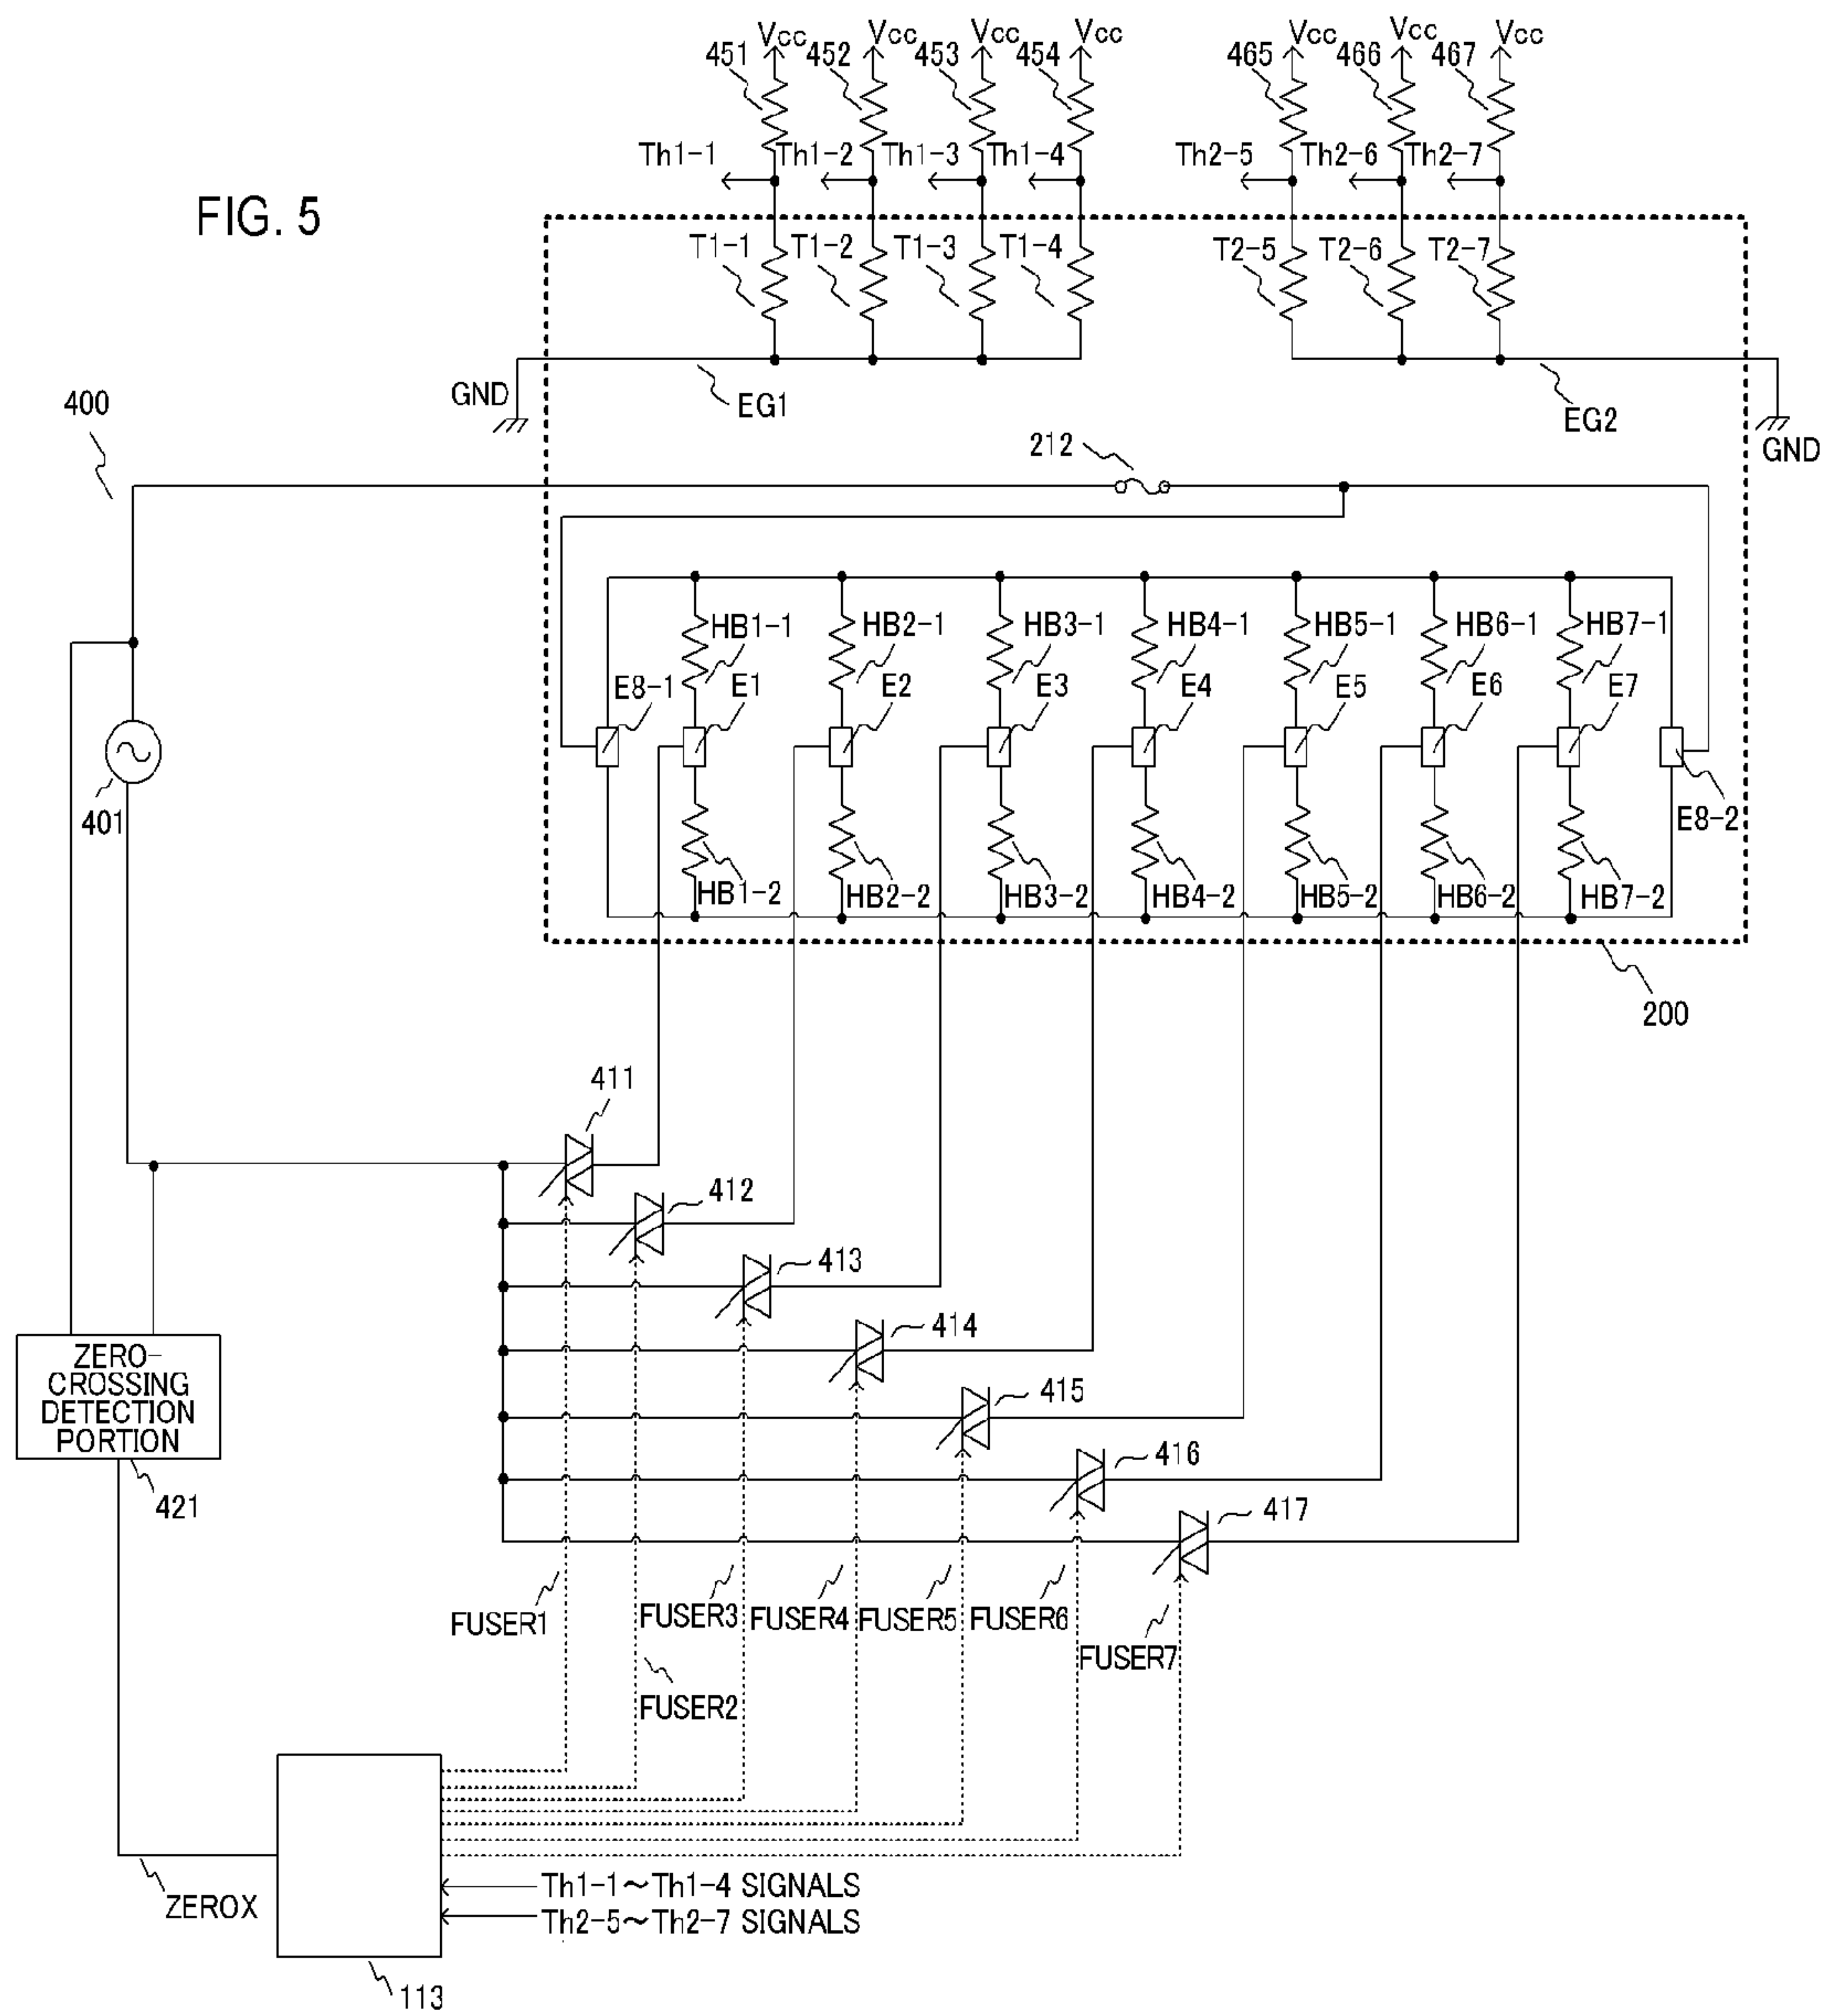 FIG. 5
Vcc Vcc Vcc Vcc Vcc Vcc Vcc
451 452 453 454 465 466 467
Th1-1 Th1-2 Th1-3 Th1-4 Th2-5 Th2-6 Th2-7
T1-1 T1-2 T1-3 T1-4 T2-5 T2-6 T2-7
GND EG1 EG2 GND
400
212
HB1-1 HB2-1 HB3-1 HB4-1 HB5-1 HB6-1 HB7-1
E8-1 E1 E2 E3 E4 E5 E6 E7
401
E8-2
HB1-2 HB2-2 HB3-2 HB4-2 HB5-2 HB6-2 HB7-2
200
411
412
413
414
415
416
417
ZERO-
CROSSING
DETECTION
PORTION
421
FUSER1 FUSER3 FUSER4 FUSER5 FUSER6
FUSER7
FUSER2
ZEROX
Th1-1～Th1-4 SIGNALS
Th2-5～Th2-7 SIGNALS
113